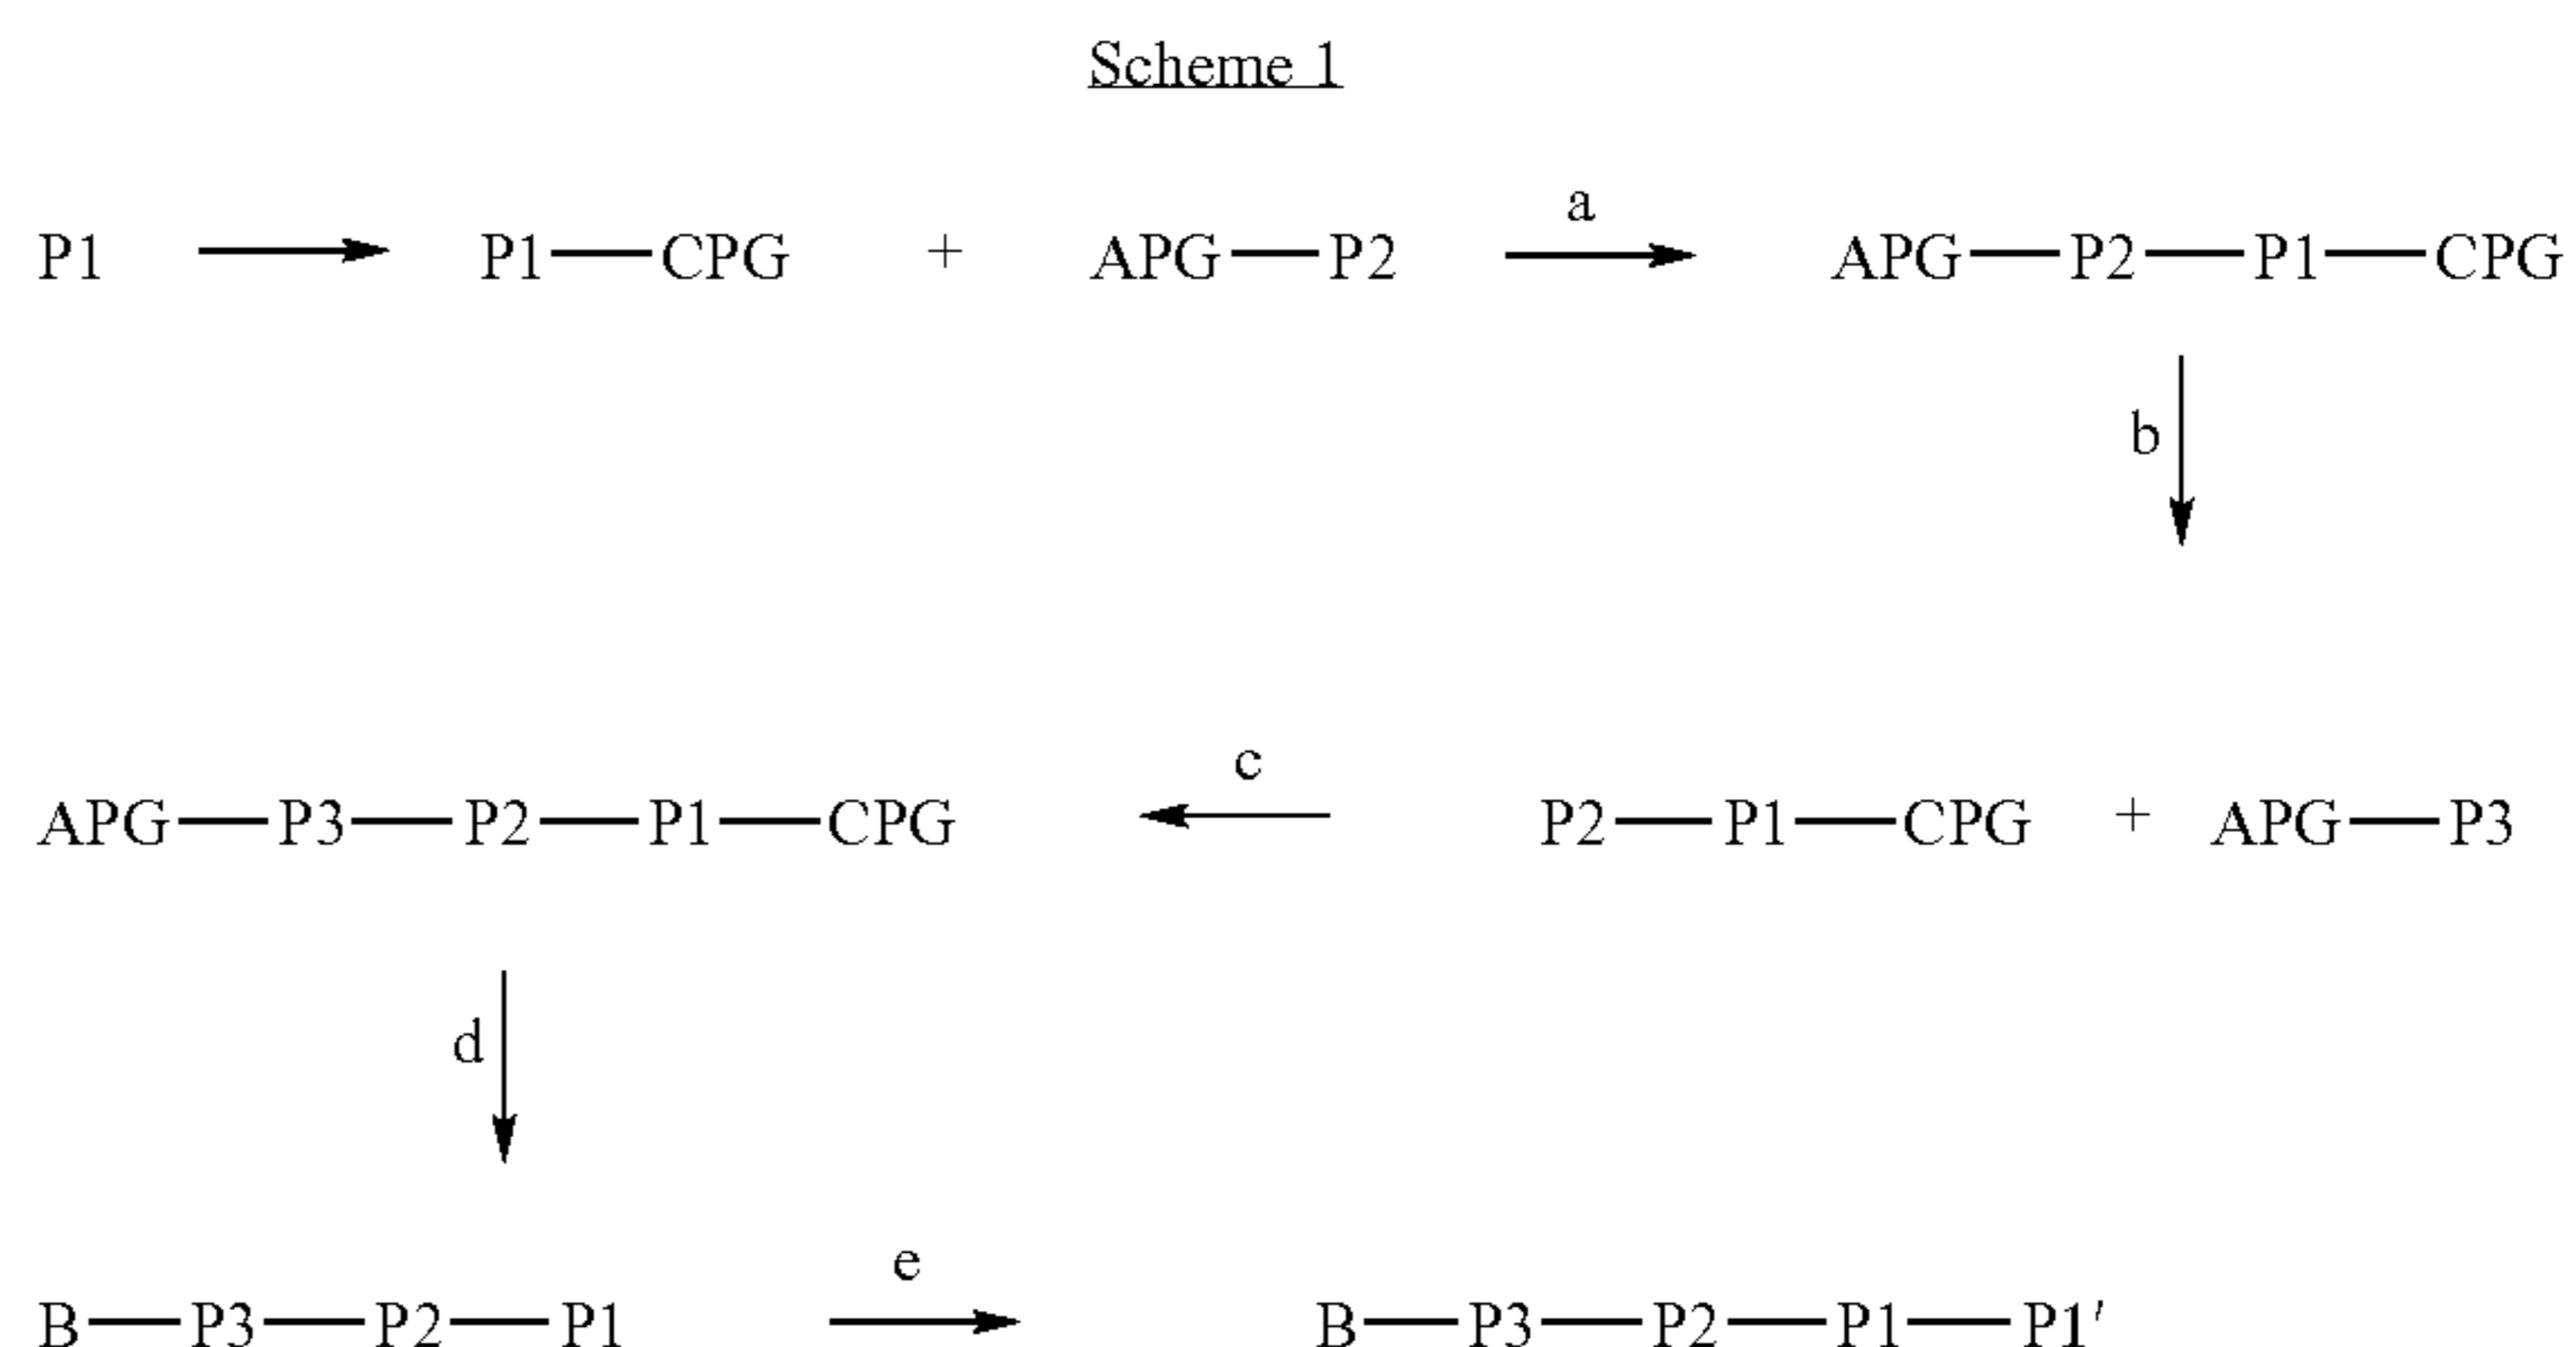 Scheme 1
P1 P1—CPG + APG—P2 a APG—P2—P1—CPG
b
APG—P3—P2—P1—CPG c P2—P1—CPG + APG—P3
d
B—P3—P2—P1 e B—P3—P2—P1—P1′